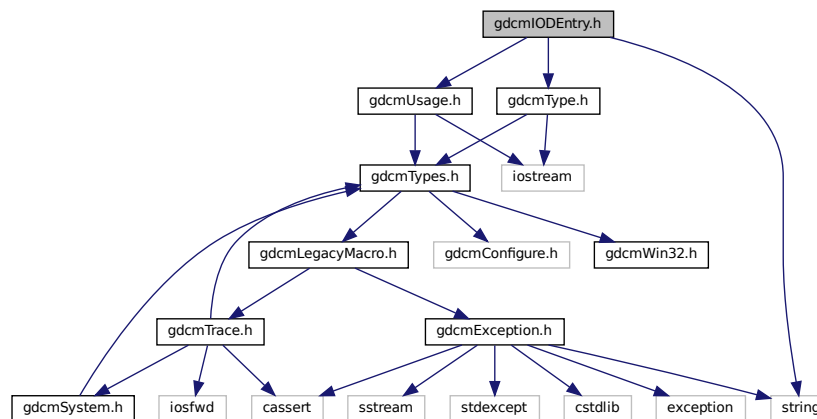 gdcmIODEntry.h
gdcmUsage.h
gdcmType.h
gdcmTypes.h
iostream
gdcmLegacyMacro.h
gdcmConfigure.h
gdcmWin32.h
gdcmTrace.h
gdcmException.h
gdcmSystem.h
iosfwd
cassert
sstream
stdexcept
cstdlib
exception
string